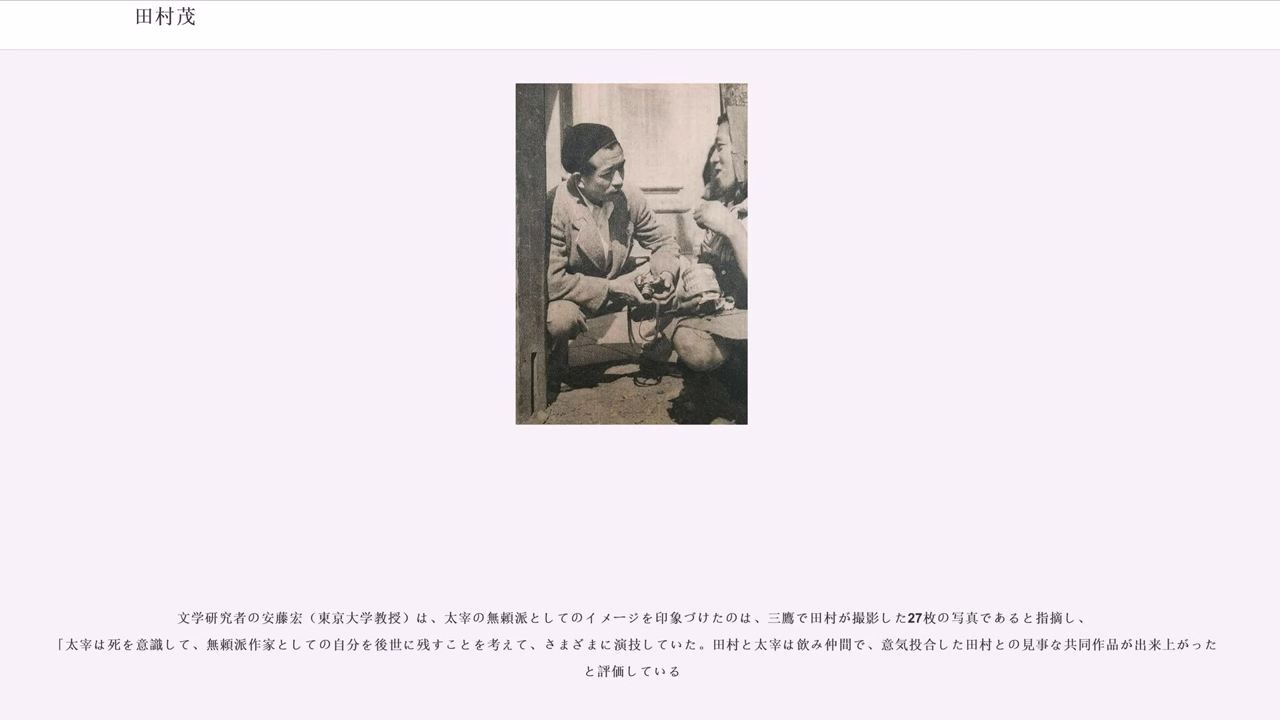 田村茂
文学研究者の安藤宏（東京大学教授）は、太宰の無頼派としてのイメージを印象づけたのは、三鷹で田村が撮影した27枚の写真であると指摘し、
「太宰は死を意識して、無頼派作家としての自分を後世に残すことを考えて、さまざまに演技していた。田村と太宰は飲み仲間で、意気投合した田村との見事な共同作品が出来上がった
と評価している